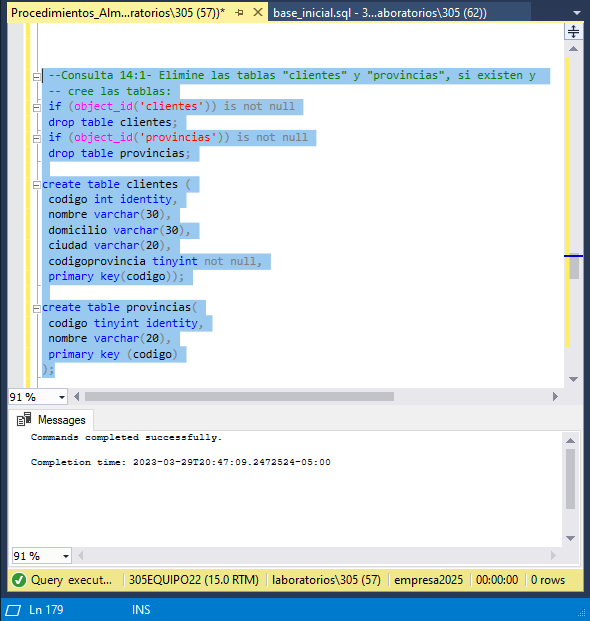 Procedimientos_Alm...ratorios\305 (57))*
base_inicial.sql - 3...aboratorios\305 (62))
--Consulta 14:1- Elimine las tablas "clientes" y "provincias", si existen y
-- cree las tablas:
if (object_id('clientes')) is not null
drop table clientes;
if (object_id('provincias')) is not null
drop table provincias;
create table clientes (
codigo int identity,
nombre varchar(30),
domicilio varchar(30),
ciudad varchar(20),
codigoprovincia tinyint not null,
primary key(codigo));
create table provincias(
codigo tinyint identity,
nombre varchar(20),
primary key (codigo)
);
91 %
Messages
Commands completed successfully.
Completion time: 2023-03-29T20:47:09.2472524-05:00
91 %
Query execut... 305EQUIPO22 (15.0 RTM) laboratorios\305 (57) empresa2025 00:00:00 0 rows
Ln 179 INS